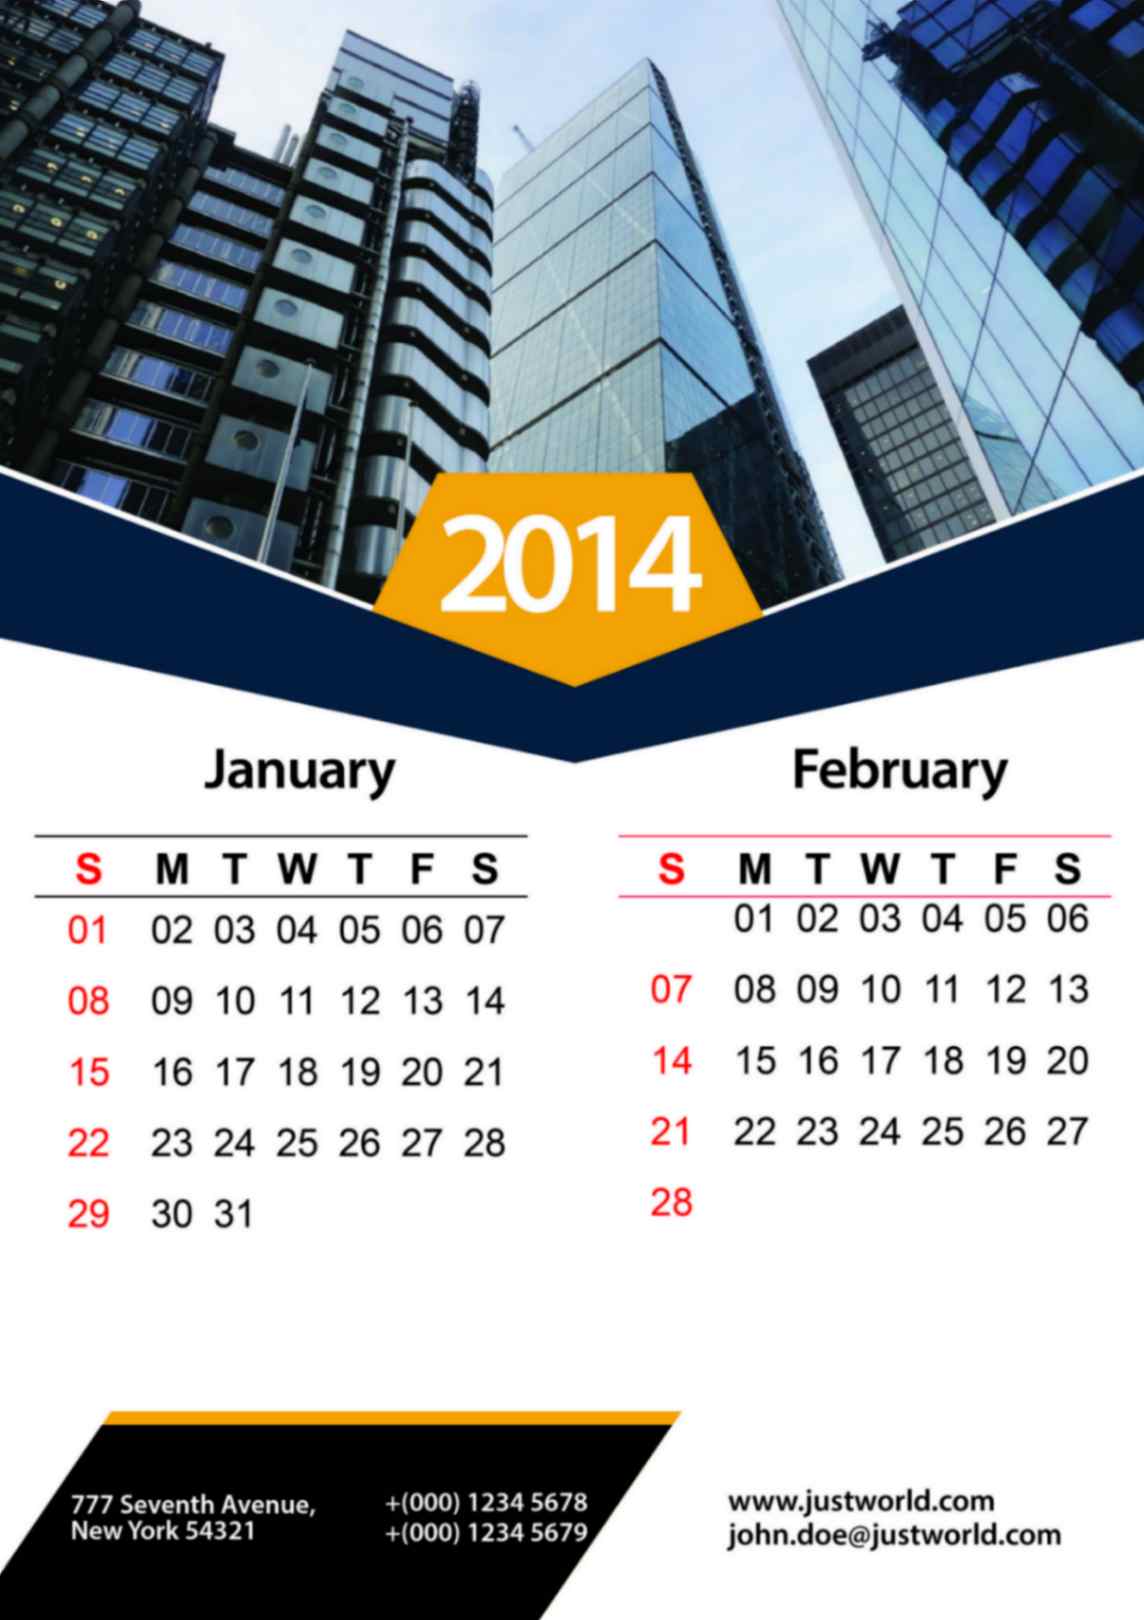 2014
January
S M T W T F S
01 02 03 04 05 06 07
08 09 10 11 12 13 14
15 16 17 18 19 20 21
22 23 24 25 26 27 28
29 30 31
February
S M T W T F S
01 02 03 04 05 06
07 08 09 10 11 12 13
14 15 16 17 18 19 20
21 22 23 24 25 26 27
28
777 Seventh Avenue,
New York 54321
+(000) 1234 5678
+(000) 1234 5679
www.justworld.com
john.doe@justworld.com